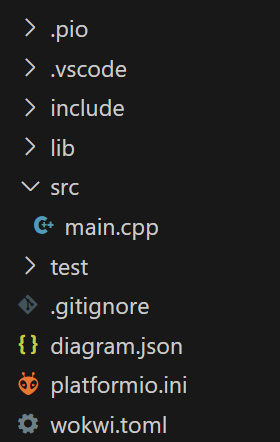 .pio
.vscode
include
lib
src
main.cpp
test
.gitignore
diagram.json
platformio.ini
wokwi.toml